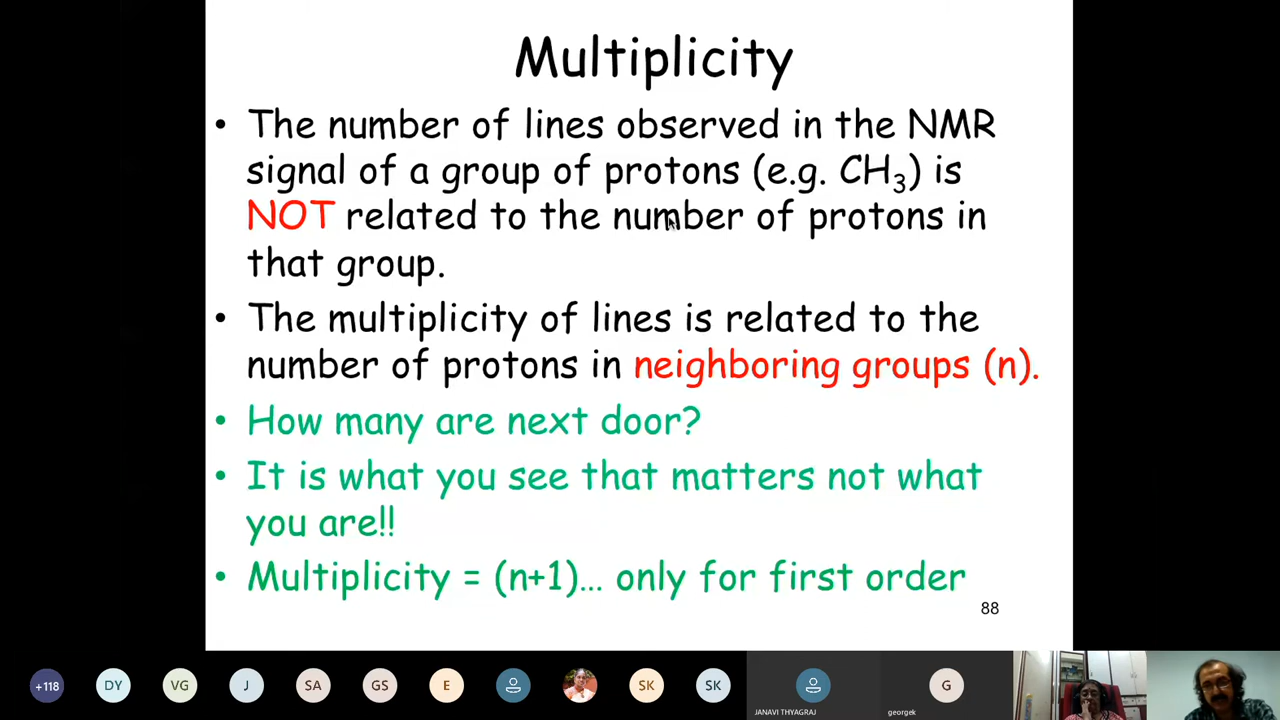 Multiplicity
• The number of lines observed in the NMR
signal of a group of protons (e.g. CH₃) is
NOT related to the number of protons in
that group.
• The multiplicity of lines is related to the
number of protons in neighboring groups (n).
• How many are next door?
• It is what you see that matters not what
you are!!
• Multiplicity = (n+1)… only for first order
88
+118 DY VG J SA GS E SK SK G
JANAVI THYAGRAJ georgek